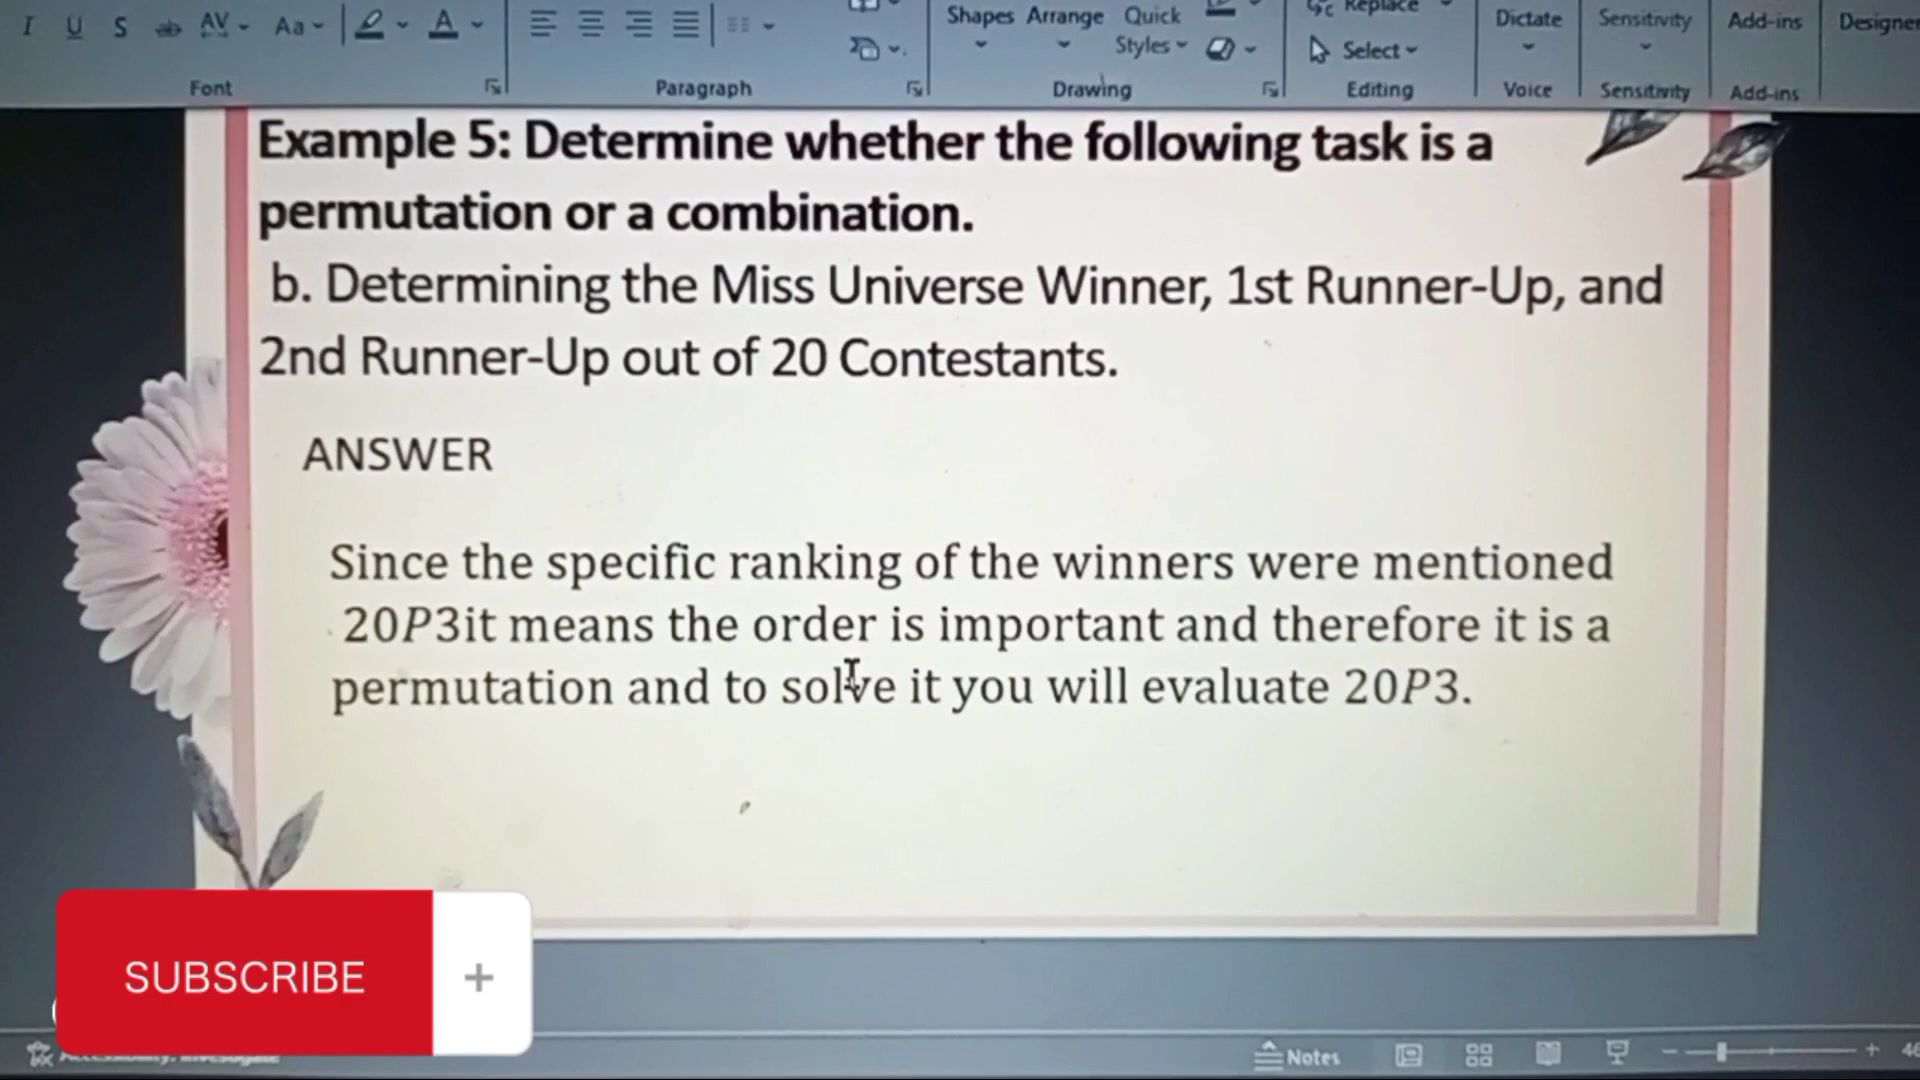 I U S ab AV Aa A
Shapes Arrange Quick Styles
Replace
Select
Dictate
Sensitivity
Add-ins
Designer
Font
Paragraph
Drawing
Editing
Voice
Sensitivity
Add-ins
Example 5: Determine whether the following task is a
permutation or a combination.
b. Determining the Miss Universe Winner, 1st Runner-Up, and
2nd Runner-Up out of 20 Contestants.
ANSWER
Since the specific ranking of the winners were mentioned
20P3it means the order is important and therefore it is a
permutation and to solve it you will evaluate 20P3.
SUBSCRIBE +
Notes